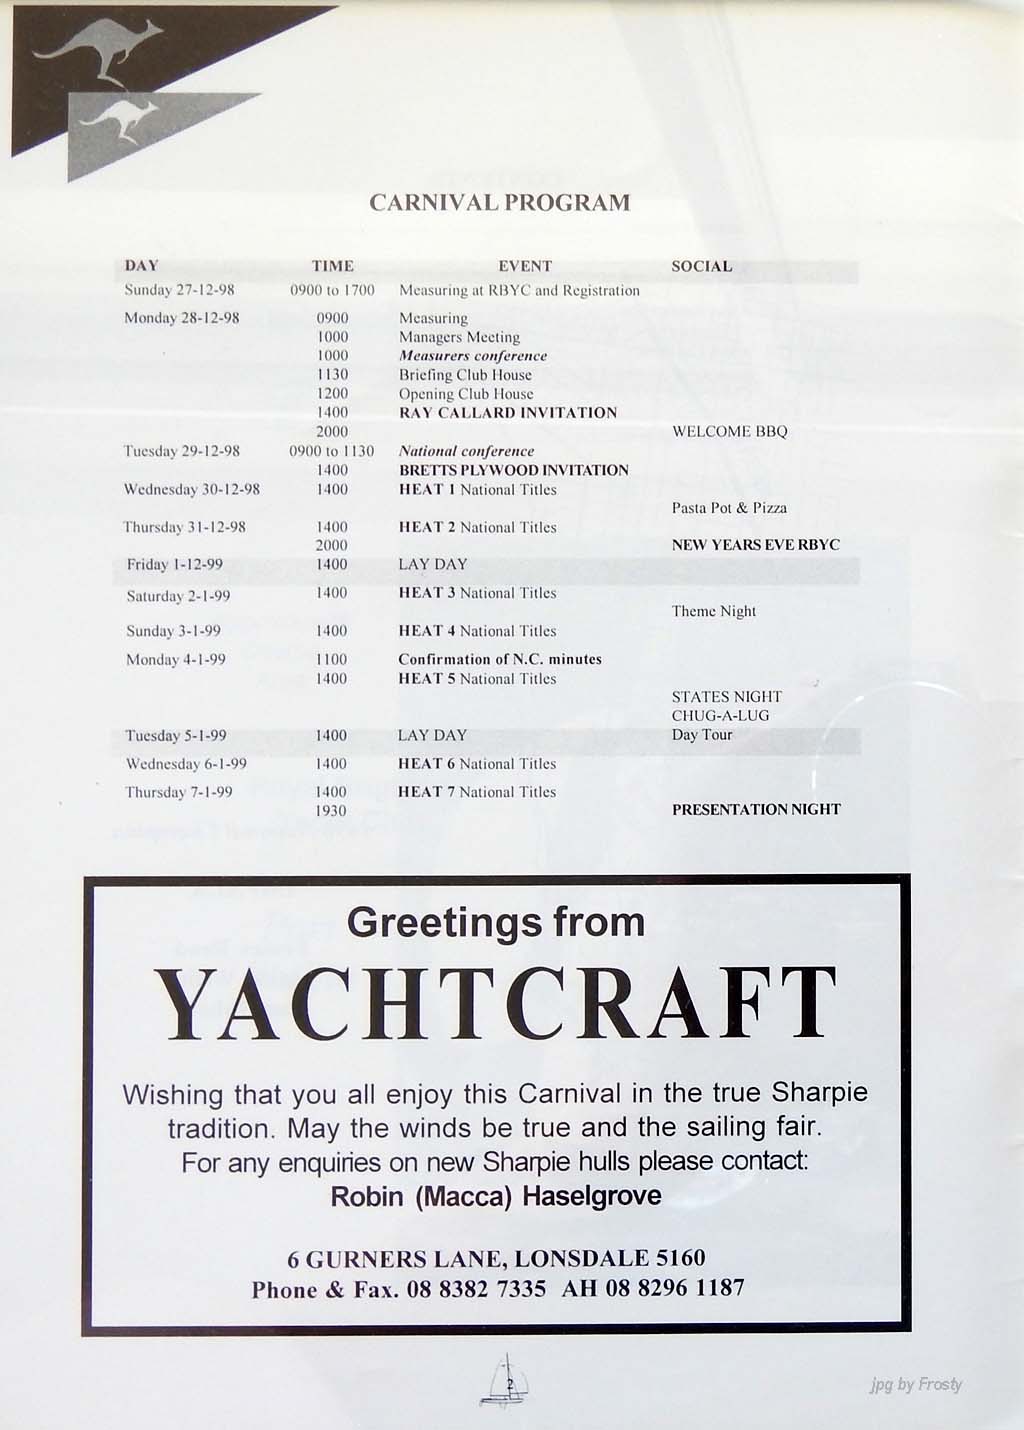 CARNIVAL PROGRAM
DAY TIME EVENT SOCIAL
Sunday 27-12-98 0900 to 1700 Measuring at RBYC and Registration
Monday 28-12-98 0900 Measuring
1000 Managers Meeting
1000 Measurers conference
1130 Briefing Club House
1200 Opening Club House
1400 RAY CALLARD INVITATION
2000 WELCOME BBQ
Tuesday 29-12-98 0900 to 1130 National conference
1400 BRETTS PLYWOOD INVITATION
Wednesday 30-12-98 1400 HEAT 1 National Titles
Pasta Pot & Pizza
Thursday 31-12-98 1400 HEAT 2 National Titles
2000 NEW YEARS EVE RBYC
Friday 1-12-99 1400 LAY DAY
Saturday 2-1-99 1400 HEAT 3 National Titles
Theme Night
Sunday 3-1-99 1400 HEAT 4 National Titles
Monday 4-1-99 1100 Confirmation of N.C. minutes
1400 HEAT 5 National Titles
STATES NIGHT
CHUG-A-LUG
Tuesday 5-1-99 1400 LAY DAY Day Tour
Wednesday 6-1-99 1400 HEAT 6 National Titles
Thursday 7-1-99 1400 HEAT 7 National Titles
1930 PRESENTATION NIGHT
Greetings from
YACHTCRAFT
Wishing that you all enjoy this Carnival in the true Sharpie
tradition. May the winds be true and the sailing fair.
For any enquiries on new Sharpie hulls please contact:
Robin (Macca) Haselgrove
6 GURNERS LANE, LONSDALE 5160
Phone & Fax. 08 8382 7335 AH 08 8296 1187
2
jpg by Frosty